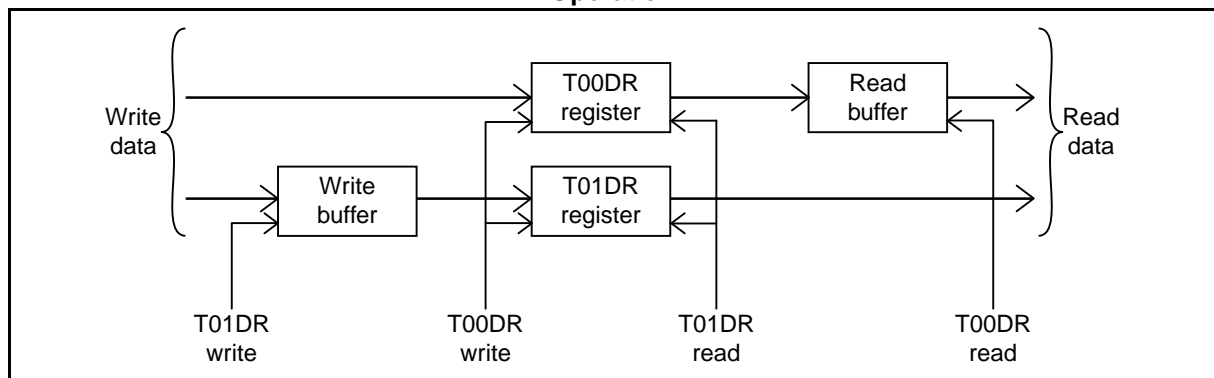 Write
data
T00DR
register
Read
buffer
Read
data
Write
buffer
T01DR
register
T01DR
write
T00DR
write
T01DR
read
T00DR
read